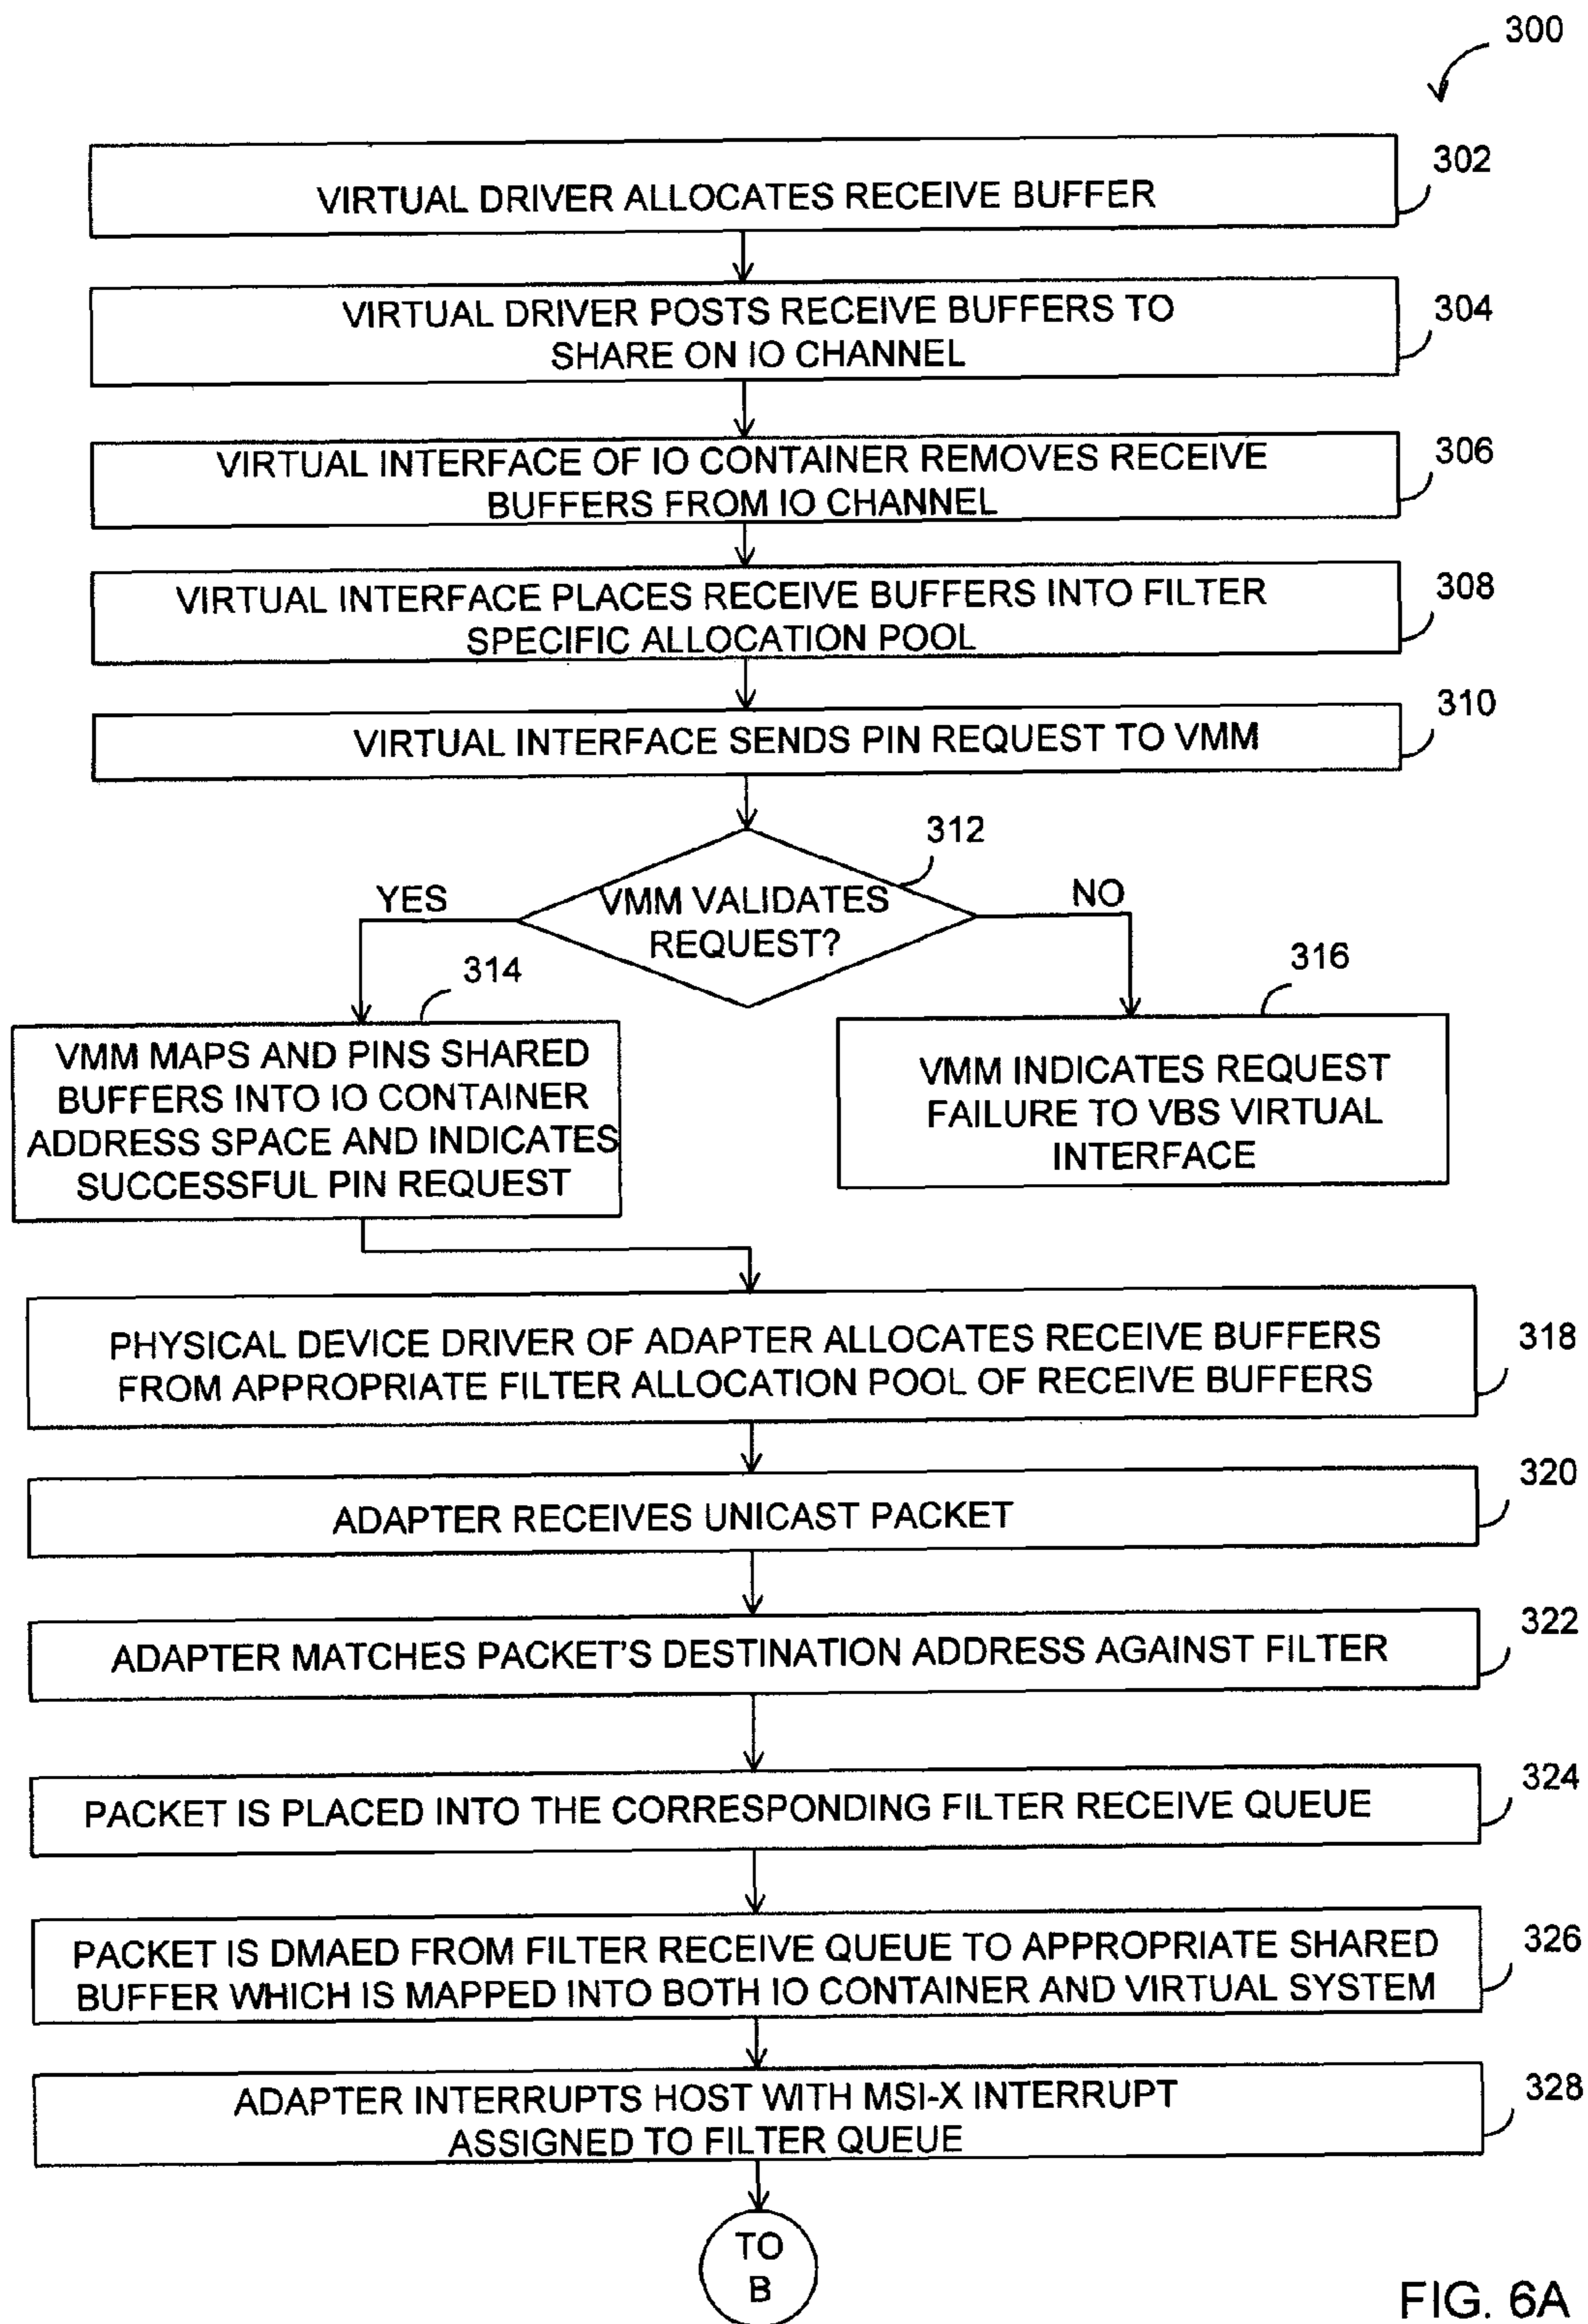 300
VIRTUAL DRIVER ALLOCATES RECEIVE BUFFER
302
VIRTUAL DRIVER POSTS RECEIVE BUFFERS TO
SHARE ON IO CHANNEL
304
VIRTUAL INTERFACE OF IO CONTAINER REMOVES RECEIVE
BUFFERS FROM IO CHANNEL
306
VIRTUAL INTERFACE PLACES RECEIVE BUFFERS INTO FILTER
SPECIFIC ALLOCATION POOL
308
VIRTUAL INTERFACE SENDS PIN REQUEST TO VMM
310
312
VMM VALIDATES
REQUEST?
YES
NO
314
VMM MAPS AND PINS SHARED
BUFFERS INTO IO CONTAINER
ADDRESS SPACE AND INDICATES
SUCCESSFUL PIN REQUEST
316
VMM INDICATES REQUEST
FAILURE TO VBS VIRTUAL
INTERFACE
PHYSICAL DEVICE DRIVER OF ADAPTER ALLOCATES RECEIVE BUFFERS
FROM APPROPRIATE FILTER ALLOCATION POOL OF RECEIVE BUFFERS
318
ADAPTER RECEIVES UNICAST PACKET
320
ADAPTER MATCHES PACKET'S DESTINATION ADDRESS AGAINST FILTER
322
PACKET IS PLACED INTO THE CORRESPONDING FILTER RECEIVE QUEUE
324
PACKET IS DMAED FROM FILTER RECEIVE QUEUE TO APPROPRIATE SHARED
BUFFER WHICH IS MAPPED INTO BOTH IO CONTAINER AND VIRTUAL SYSTEM
326
ADAPTER INTERRUPTS HOST WITH MSI-X INTERRUPT
ASSIGNED TO FILTER QUEUE
328
TO
B
FIG. 6A